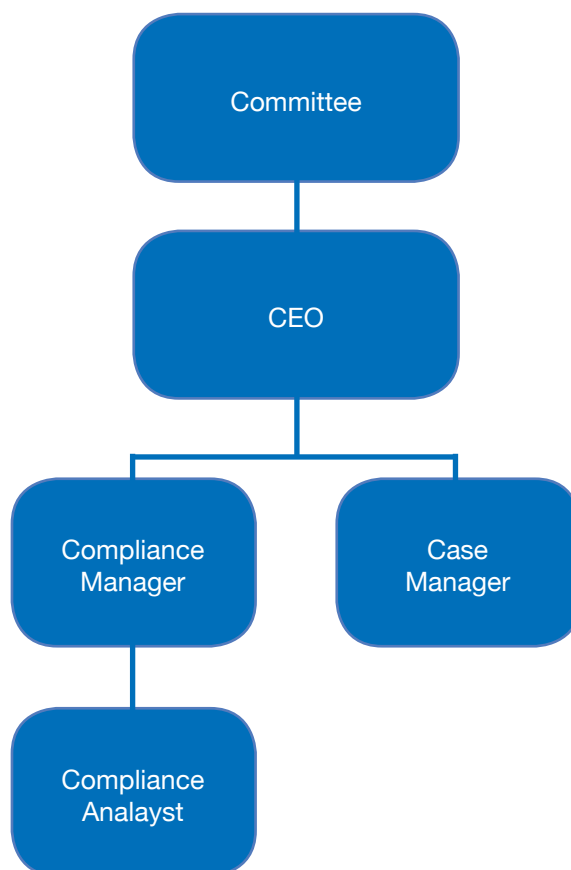 Committee
CEO
Compliance
Manager
Case
Manager
Compliance
Analayst